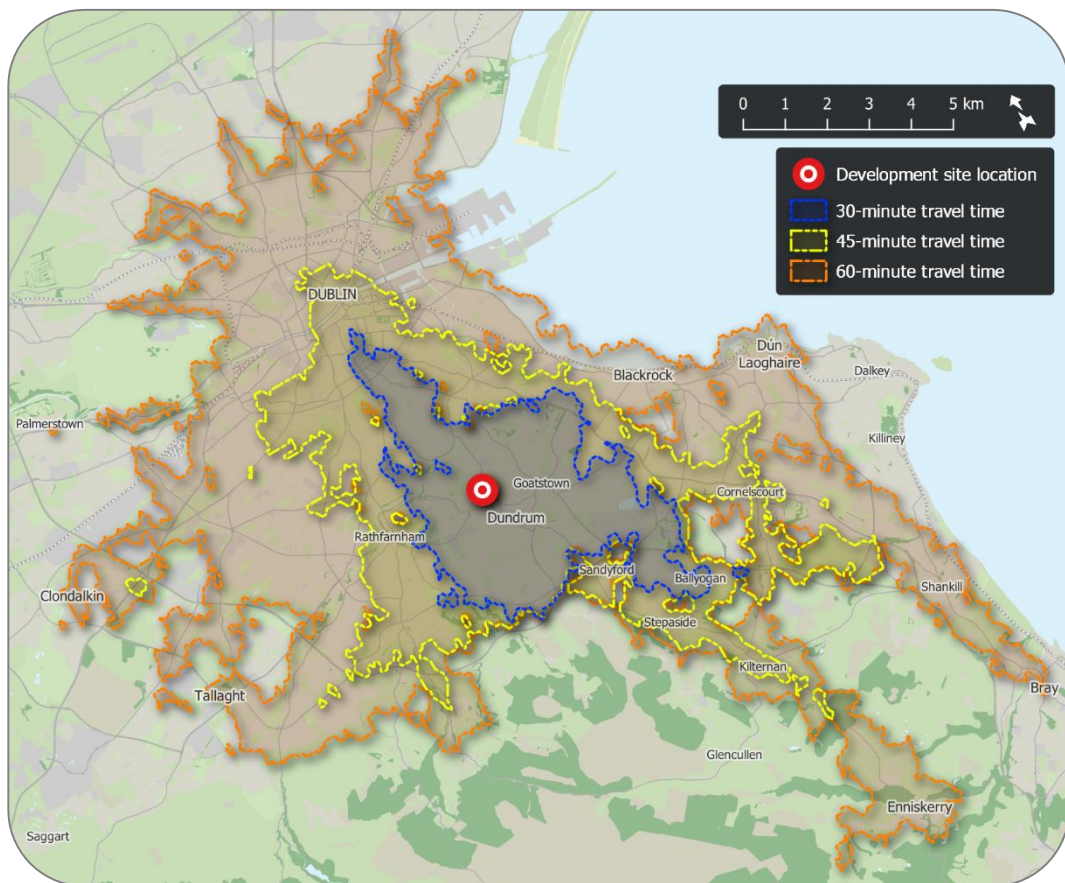 0 1 2 3 4 5 km
Development site location
30-minute travel time
45-minute travel time
60-minute travel time
DUBLIN
Dún
Laoghaire
Blackrock
Dalkey
Palmerstown
Killiney
Goatstown
Cornelscourt
Dundrum
Rathfarnham
Sandyford
Ballyogan
Clondalkin
Shankill
Stepaside
Kilternan
Tallaght
Bray
Glencullen
Enniskerry
Saggart